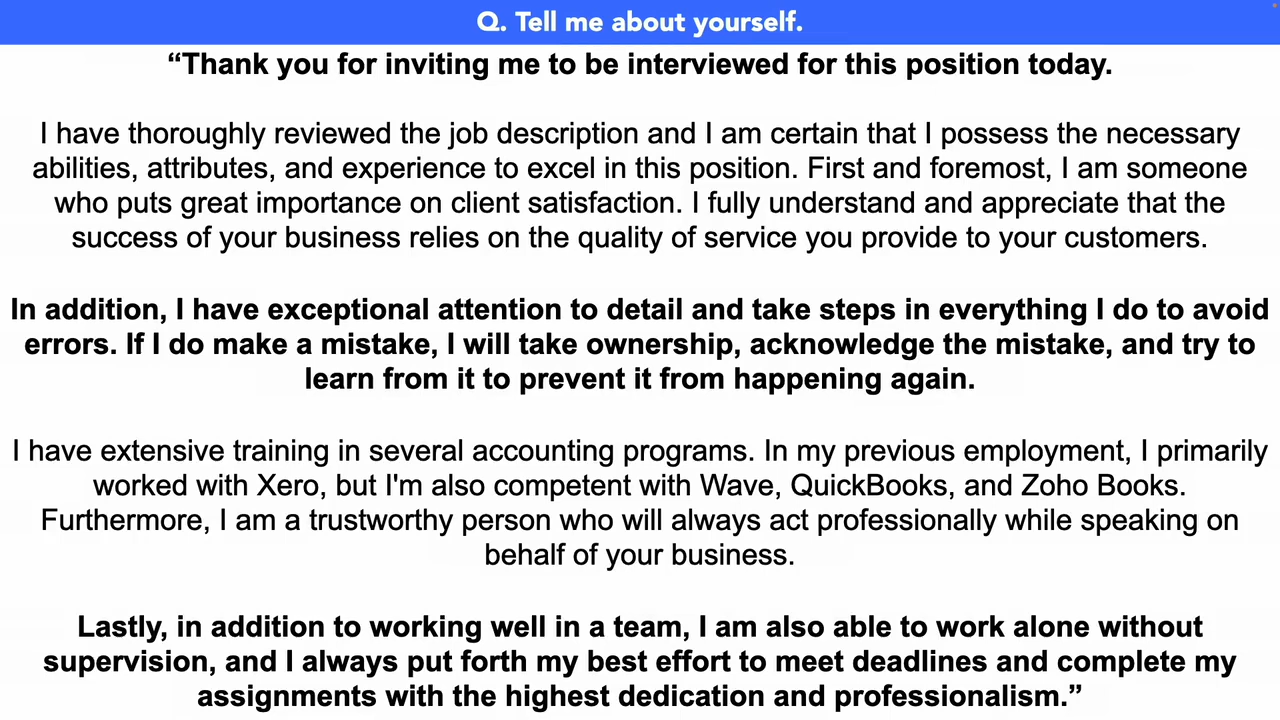 Q. Tell me about yourself.
“Thank you for inviting me to be interviewed for this position today.
I have thoroughly reviewed the job description and I am certain that I possess the necessary
abilities, attributes, and experience to excel in this position. First and foremost, I am someone
who puts great importance on client satisfaction. I fully understand and appreciate that the
success of your business relies on the quality of service you provide to your customers.
In addition, I have exceptional attention to detail and take steps in everything I do to avoid
errors. If I do make a mistake, I will take ownership, acknowledge the mistake, and try to
learn from it to prevent it from happening again.
I have extensive training in several accounting programs. In my previous employment, I primarily
worked with Xero, but I'm also competent with Wave, QuickBooks, and Zoho Books.
Furthermore, I am a trustworthy person who will always act professionally while speaking on
behalf of your business.
Lastly, in addition to working well in a team, I am also able to work alone without
supervision, and I always put forth my best effort to meet deadlines and complete my
assignments with the highest dedication and professionalism.”